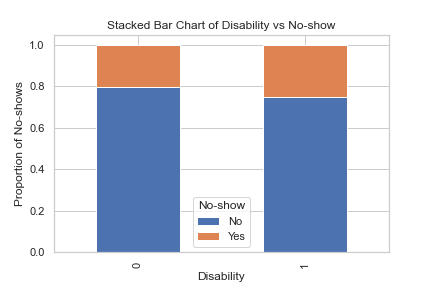 Stacked Bar Chart of Disability vs No-show
1.0
0.8
0.6
0.4
0.2
0.0
Proportion of No-shows
No-show
No
Yes
0
1
Disability